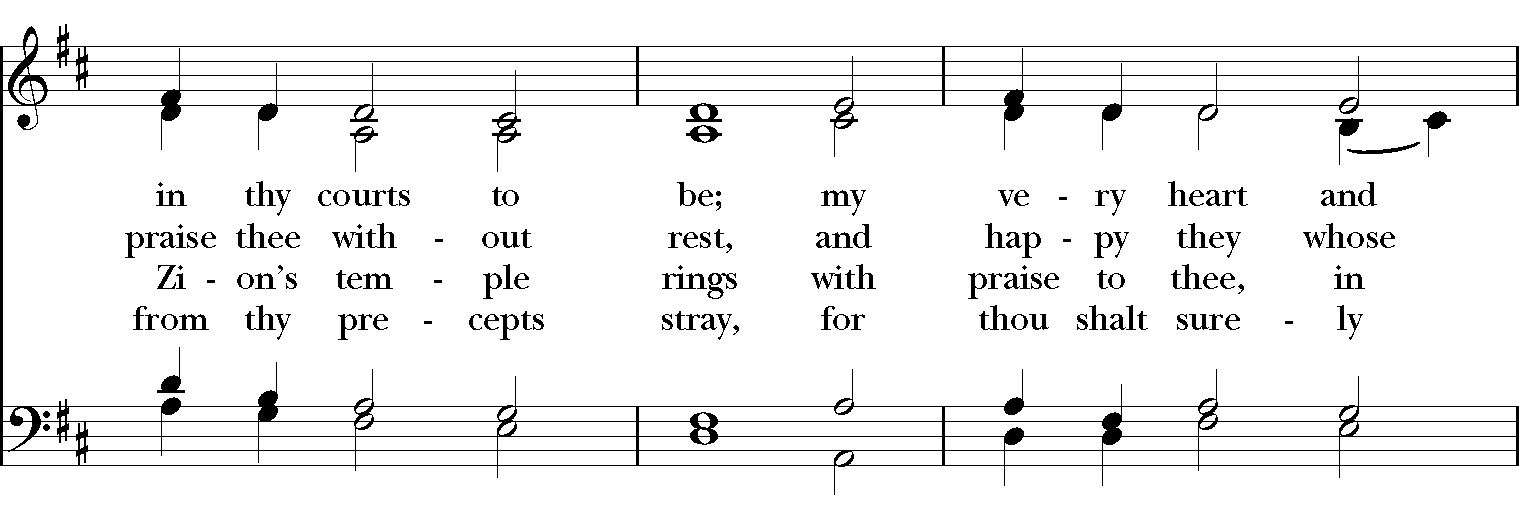 in thy courts to be; my ve - ry heart and
praise thee with - out rest, and hap - py they whose
Zi - on's tem - ple rings with praise to thee, in
from thy pre - cepts stray, for thou shalt sure - ly